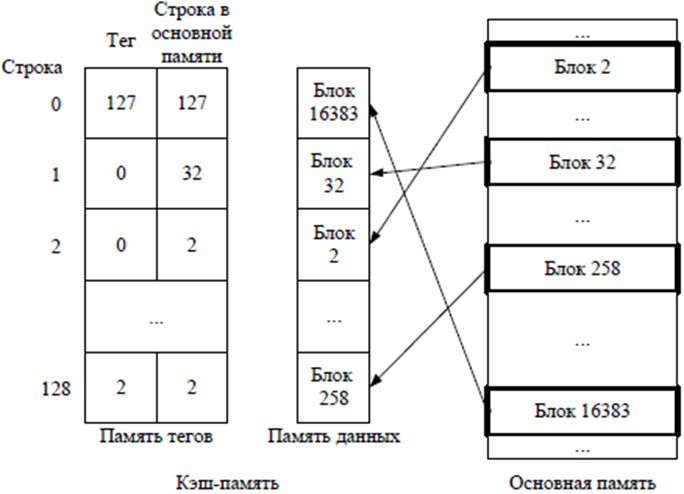 Тег
Строка в
основной
памяти
Строка
0
127
127
1
0
32
2
0
2
...
128
2
2
Память тегов
Блок
16383
Блок
32
Блок
2
...
Блок
258
Память данных
Кэш-память
...
Блок 2
...
Блок 32
...
Блок 258
...
Блок 16383
...
Основная память